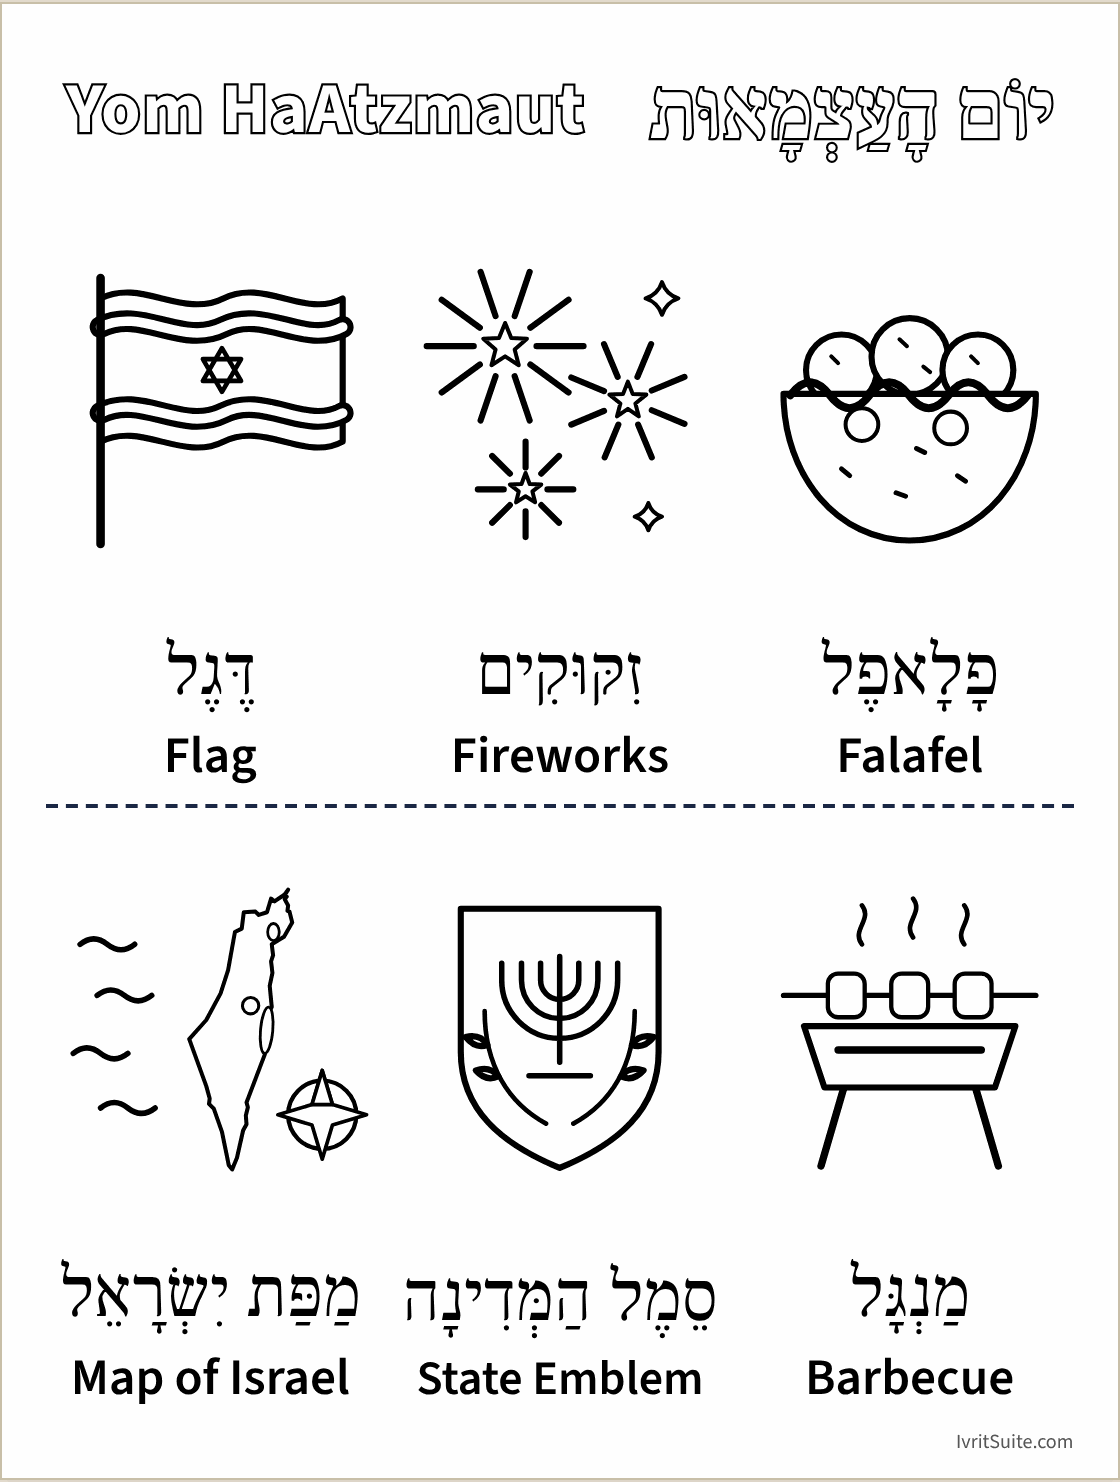 Yom HaAtzmaut יוֹם הָעַצְמָאוּת
דֶּגֶל זִקּוּקִים פָלָאפֶל
Flag Fireworks Falafel
מַפַּת יִשְׂרָאֵל סֵמֶל הַמְּדִינָה מַנְגָּל
Map of Israel State Emblem Barbecue
IvritSuite.com